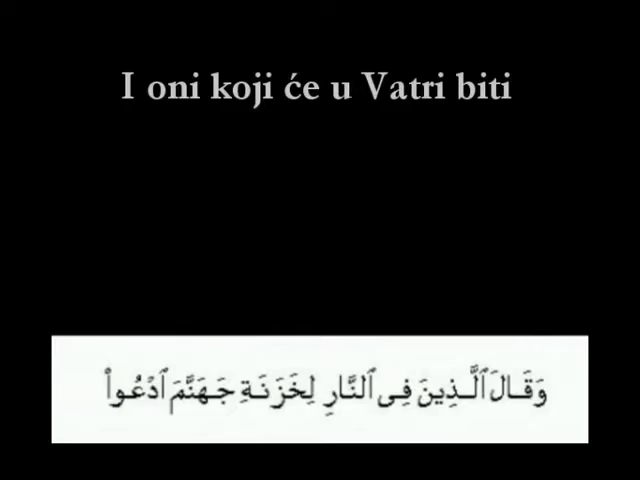 I oni koji će u Vatri biti
وَقَالَ ٱلَّذِينَ فِى ٱلنَّارِ لِخَزَنَةِ جَهَنَّمَ ٱدْعُوا۟